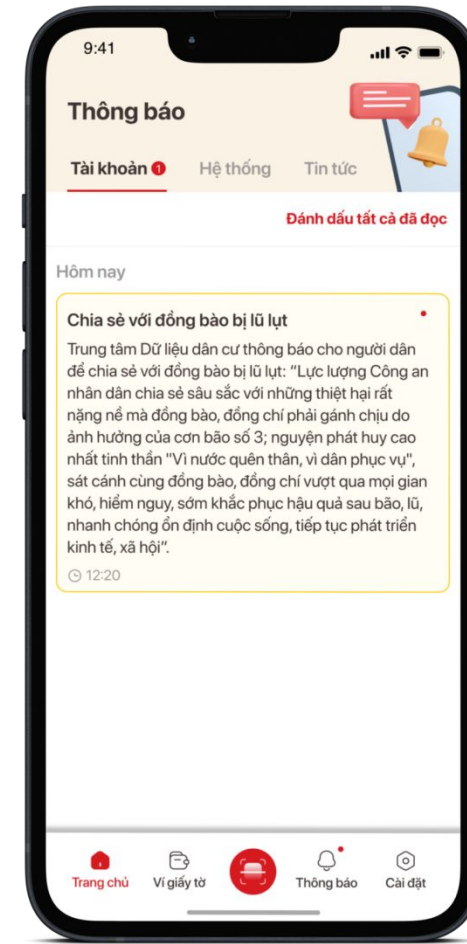 9:41
Thông báo
Tài khoản 1
Hệ thống
Tin tức
Đánh dấu tất cả đã đọc
Hôm nay
Chia sẻ với đồng bào bị lũ lụt
Trung tâm Dữ liệu dân cư thông báo cho người dân
để chia sẻ với đồng bào bị lũ lụt: “Lực lượng Công an
nhân dân chia sẻ sâu sắc với những thiệt hại rất
nặng nề mà đồng bào, đồng chí phải gánh chịu do
ảnh hưởng của cơn bão số 3; nguyện phát huy cao
nhất tinh thần "Vì nước quên thân, vì dân phục vụ",
sát cánh cùng đồng bào, đồng chí vượt qua mọi gian
khó, hiểm nguy, sớm khắc phục hậu quả sau bão, lũ,
nhanh chóng ổn định cuộc sống, tiếp tục phát triển
kinh tế, xã hội”.
12:20
Trang chủ
Ví giấy tờ
Thông báo
Cài đặt